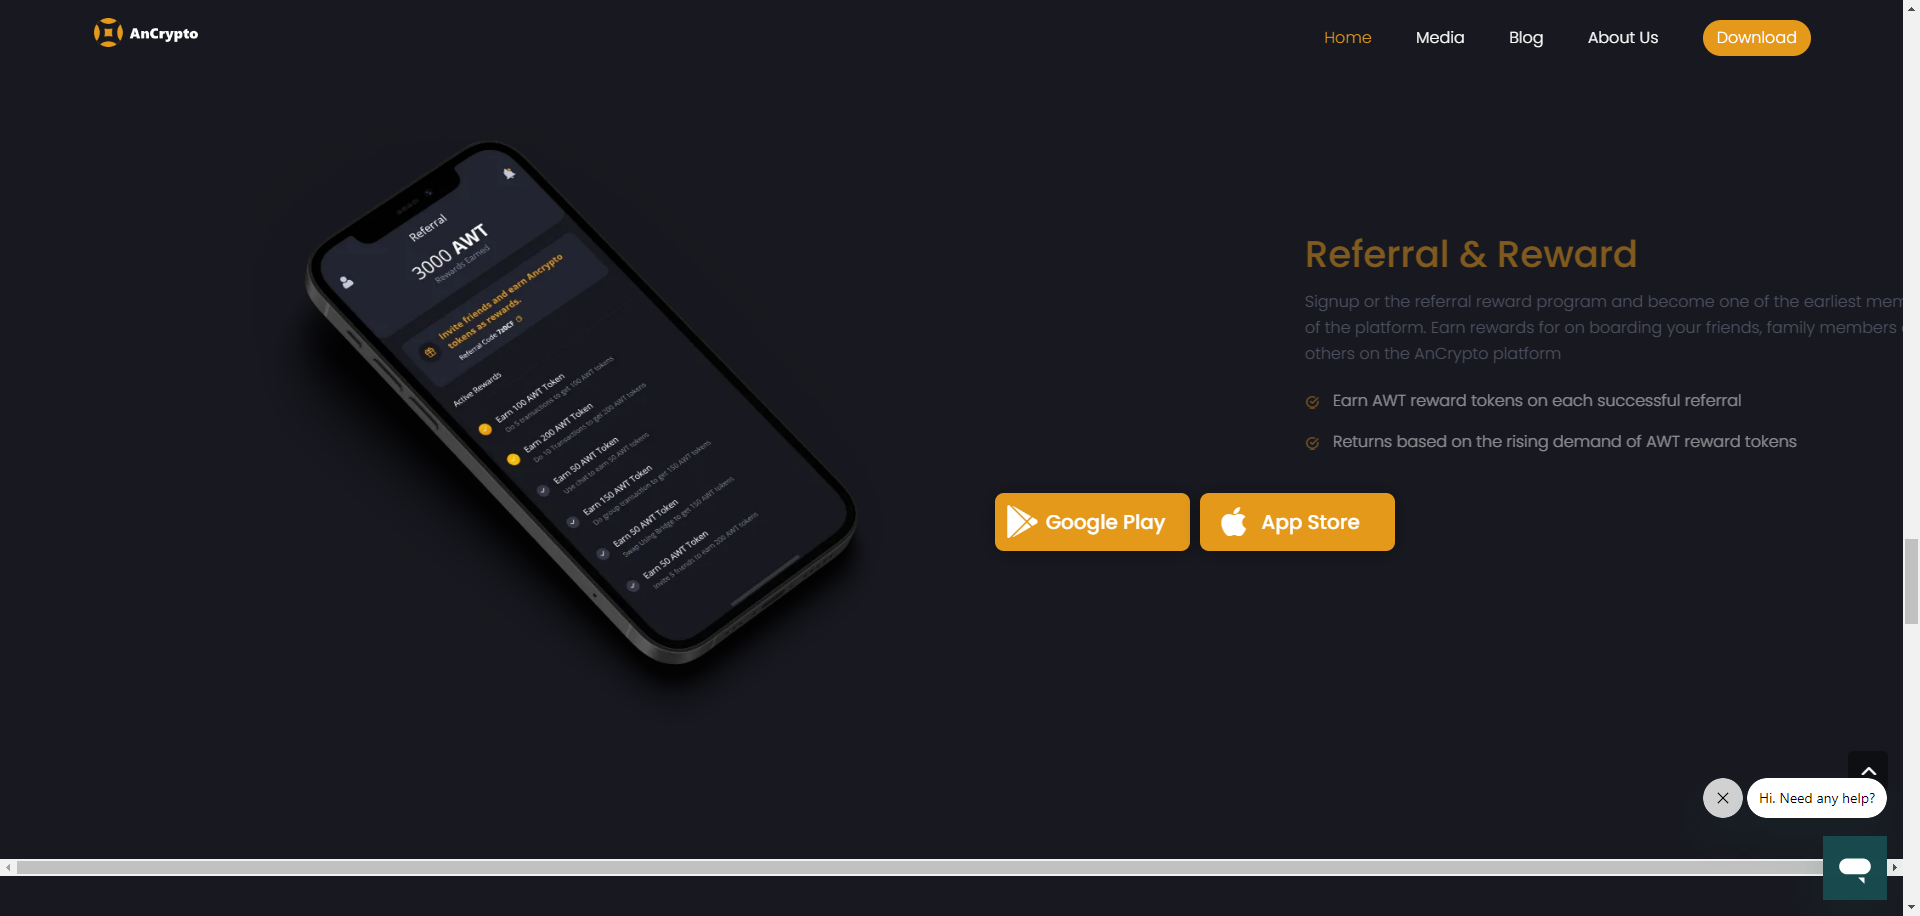 AnCrypto
Home
Media
Blog
About Us
Download
Referral
3000 AWT
Rewards Earned
Invite friends and earn Ancrypto
tokens as rewards.
Referral Code
Active Rewards
Earn 100 AWT Token
Do 5 transactions to get 100 AWT tokens
Earn 200 AWT Token
Do 10 Transactions to get 200 AWT tokens
Earn 50 AWT Token
Use chat to earn 50 AWT tokens
Earn 150 AWT Token
Do group transaction to get 150 AWT tokens
Earn 50 AWT Token
Swap Using Bridge to get 150 AWT tokens
Earn 50 AWT Token
Invite 5 friends to earn 200 AWT tokens
Referral & Reward
Signup or the referral reward program and become one of the earliest mem
of the platform. Earn rewards for on boarding your friends, family members
others on the AnCrypto platform
Earn AWT reward tokens on each successful referral
Returns based on the rising demand of AWT reward tokens
Google Play
App Store
Hi. Need any help?